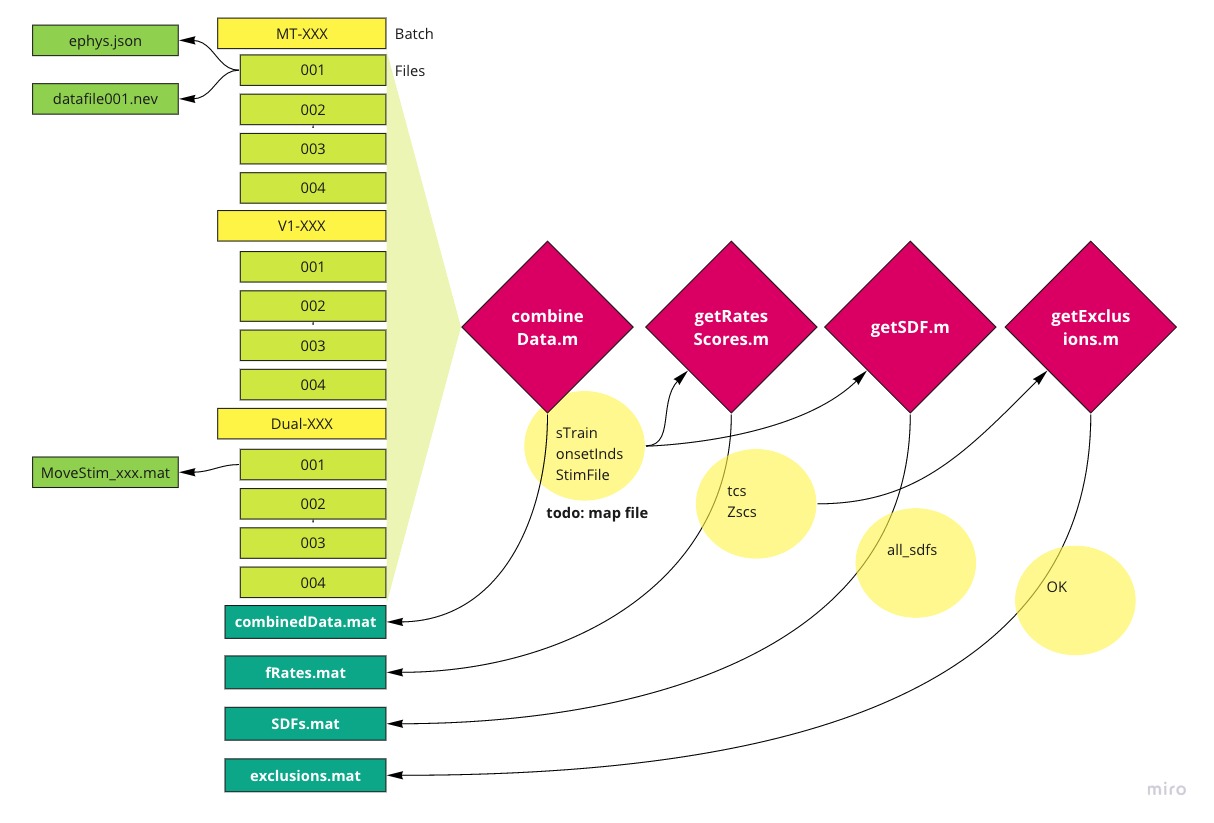 ephys.json
datafile001.nev
MT-XXX
Batch
001
Files
002
003
004
V1-XXX
001
002
003
004
Dual-XXX
001
MoveStim_xxx.mat
002
003
004
combinedData.mat
fRates.mat
SDFs.mat
exclusions.mat
combine
Data.m
getRates
Scores.m
getSDF.m
getExclus
ions.m
sTrain
onsetInds
StimFile
todo: map file
tcs
Zscs
all_sdfs
OK
miro